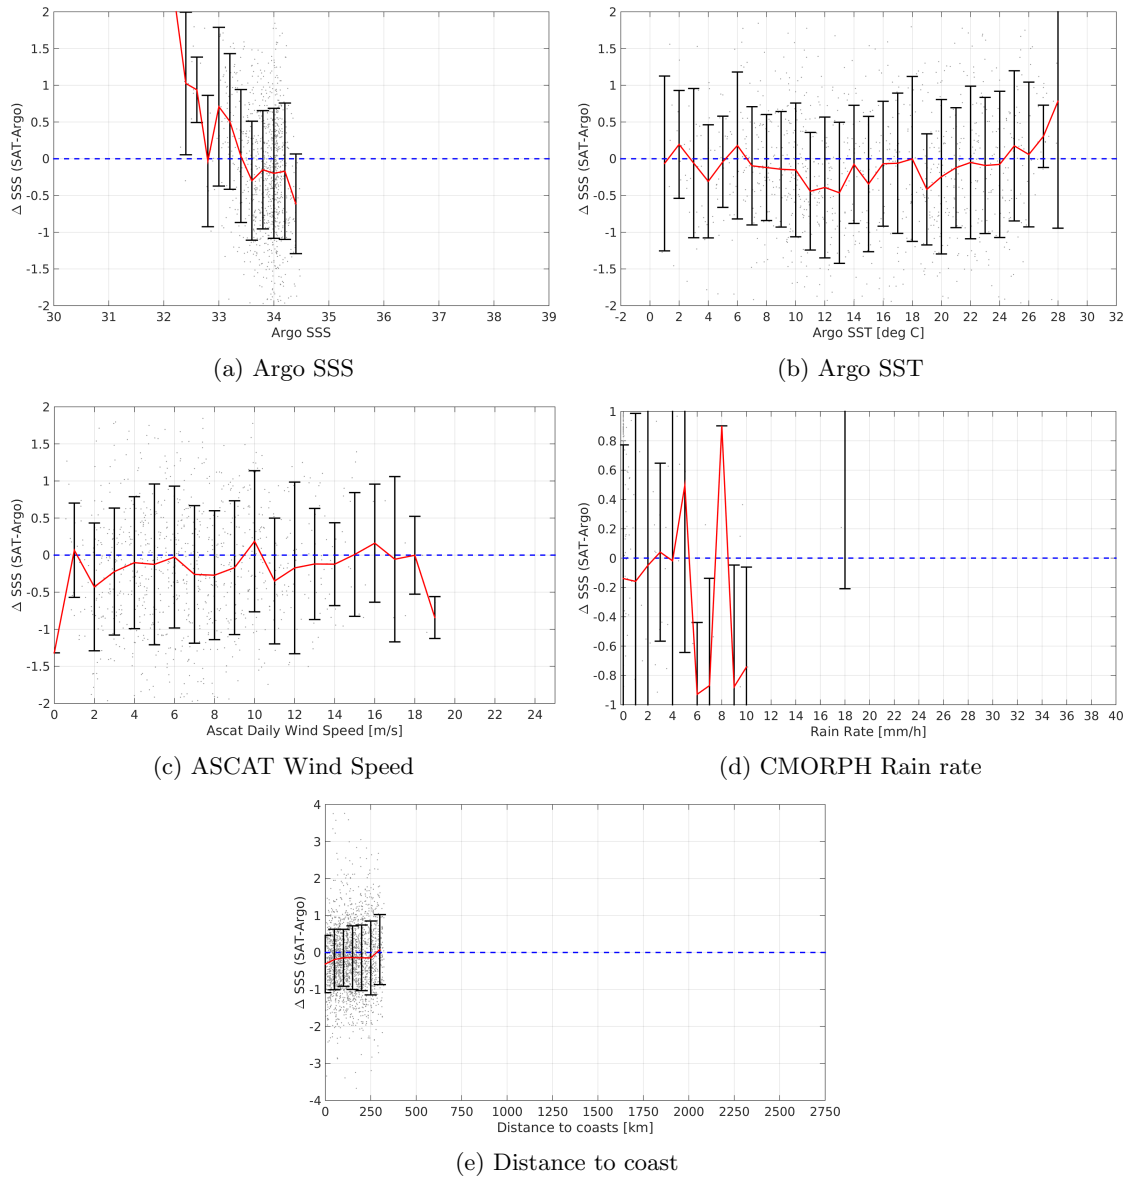 2
1.5
1
0.5
0
-0.5
-1
-1.5
-2
Δ SSS (SAT-Argo)
30 31 32 33 34 35 36 37 38 39
Argo SSS
(a) Argo SSS
2
1.5
1
0.5
0
-0.5
-1
-1.5
-2
Δ SSS (SAT-Argo)
-2 0 2 4 6 8 10 12 14 16 18 20 22 24 26 28 30 32
Argo SST [deg C]
(b) Argo SST
2
1.5
1
0.5
0
-0.5
-1
-1.5
-2
Δ SSS (SAT-Argo)
0 2 4 6 8 10 12 14 16 18 20 22 24
Ascat Daily Wind Speed [m/s]
(c) ASCAT Wind Speed
1
0.8
0.6
0.4
0.2
0
-0.2
-0.4
-0.6
-0.8
-1
Δ SSS (SAT-Argo)
0 2 4 6 8 10 12 14 16 18 20 22 24 26 28 30 32 34 36 38 40
Rain Rate [mm/h]
(d) CMORPH Rain rate
4
3
2
1
0
-1
-2
-3
-4
Δ SSS (SAT-Argo)
0 250 500 750 1000 1250 1500 1750 2000 2250 2500 2750
Distance to coasts [km]
(e) Distance to coast